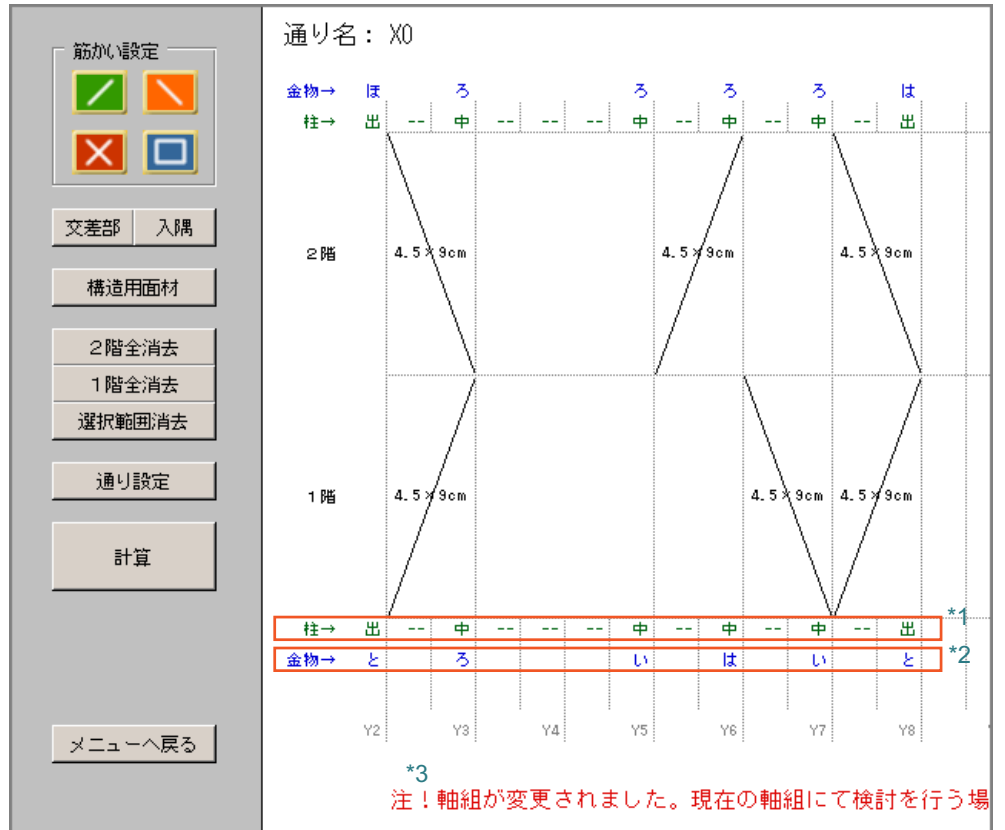 通り名： X0
筋かい設定
金物→ ほ ろ ろ ろ ろ は
柱→ 出 -- 中 -- -- -- 中 -- 中 -- 中 -- 出
交差部 入隅
2階 4.5×9cm 4.5×9cm 4.5×9cm
構造用面材
２階全消去
１階全消去
選択範囲消去
通り設定
1階 4.5×9cm 4.5×9cm 4.5×9cm
計算
*1
柱→ 出 -- 中 -- -- -- 中 -- 中 -- 中 -- 出
*2
金物→ と ろ い は い と
Y2 Y3 Y4 Y5 Y6 Y7 Y8
メニューへ戻る
*3
注！軸組が変更されました。現在の軸組にて検討を行う場